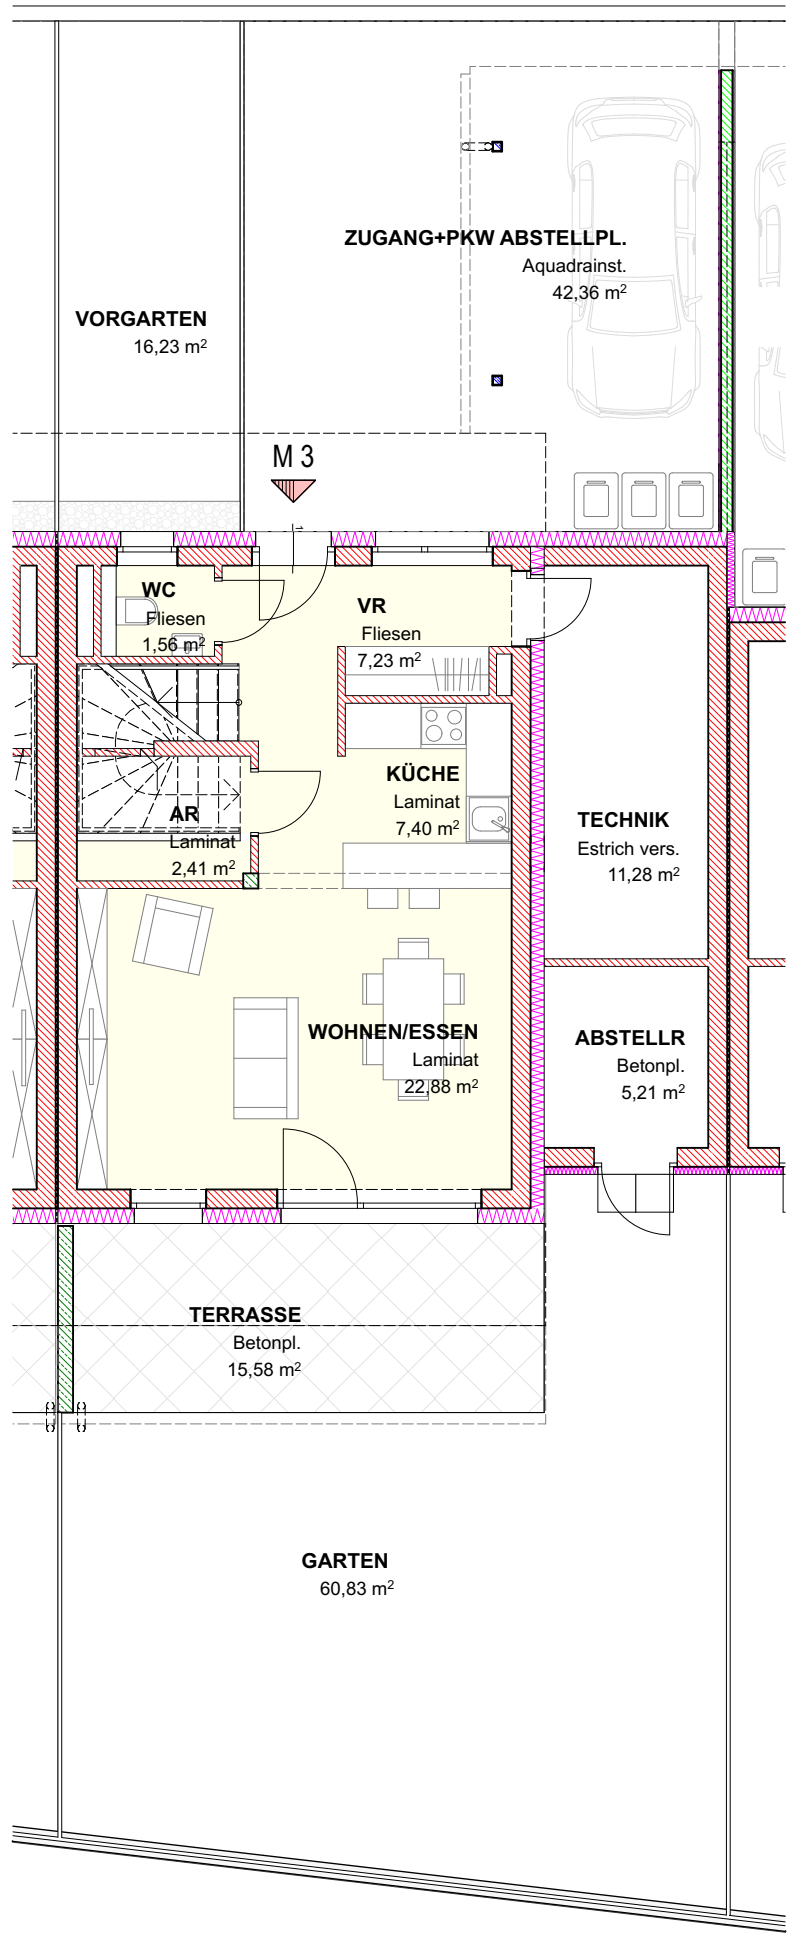 ZUGANG+PKW ABSTELLPL.
Aquadrainst.
42,36 m²
VORGARTEN
16,23 m²
M 3
WC
Fliesen
1,56 m²
VR
Fliesen
7,23 m²
KÜCHE
Laminat
7,40 m²
AR
Laminat
2,41 m²
TECHNIK
Estrich vers.
11,28 m²
WOHNEN/ESSEN
Laminat
22,88 m²
ABSTELLR
Betonpl.
5,21 m²
TERRASSE
Betonpl.
15,58 m²
GARTEN
60,83 m²